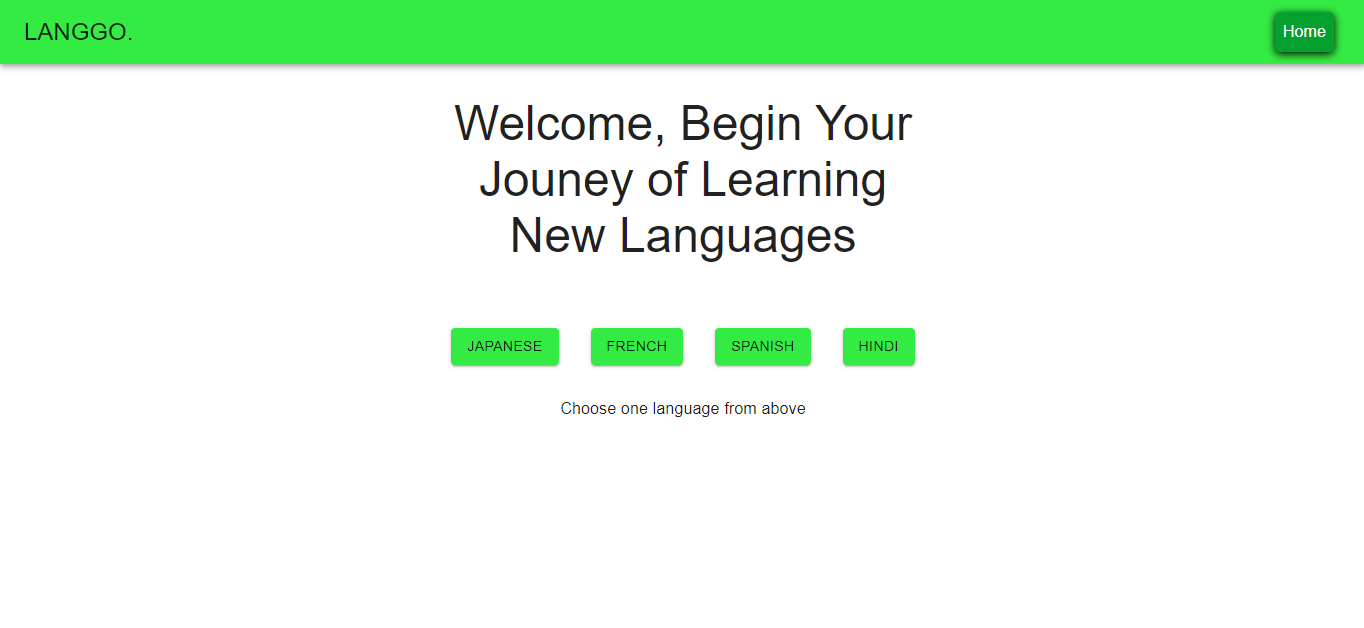 LANGGO.
Home
Welcome, Begin Your
Jouney of Learning
New Languages
JAPANESE FRENCH SPANISH HINDI
Choose one language from above